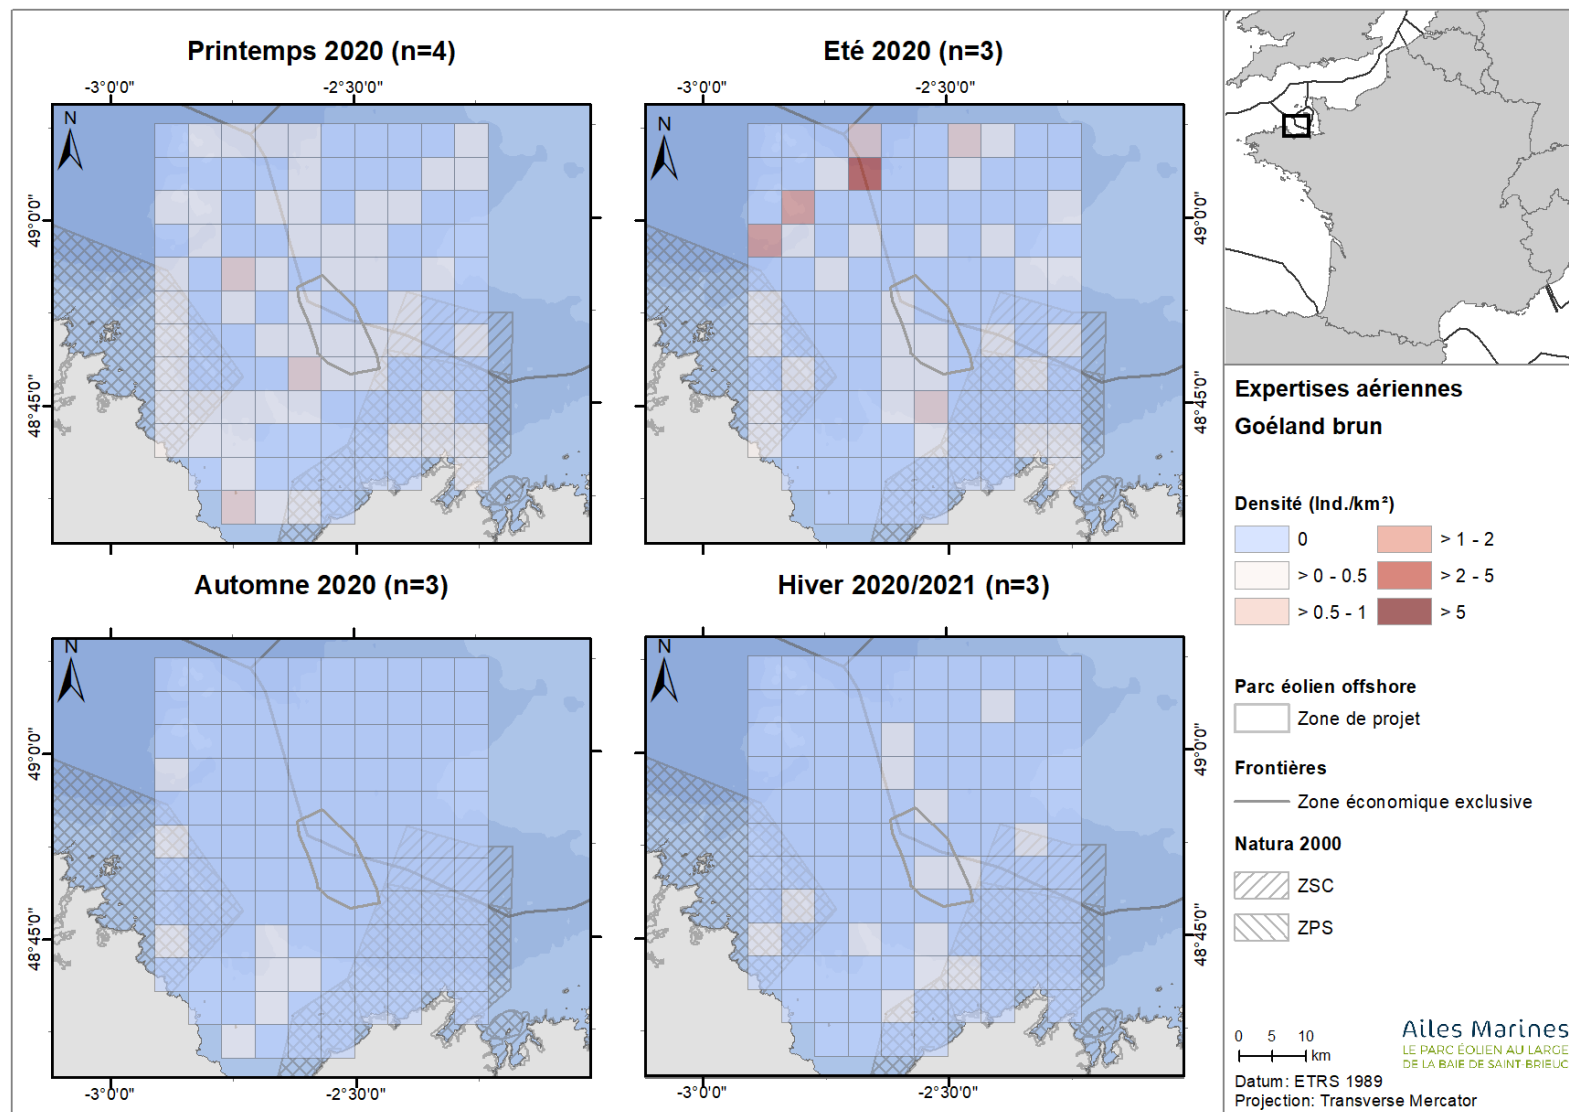 Printemps 2020 (n=4)
-3°0'0" -2°30'0"
N
49°0'0"
48°45'0"
Eté 2020 (n=3)
-3°0'0" -2°30'0"
N
49°0'0"
48°45'0"
Automne 2020 (n=3)
N
49°0'0"
48°45'0"
-3°0'0" -2°30'0"
Hiver 2020/2021 (n=3)
N
49°0'0"
48°45'0"
-3°0'0" -2°30'0"
Expertises aériennes
Goéland brun
Densité (Ind./km²)
0
> 0 - 0.5
> 0.5 - 1
> 1 - 2
> 2 - 5
> 5
Parc éolien offshore
Zone de projet
Frontières
Zone économique exclusive
Natura 2000
ZSC
ZPS
0 5 10
km
Datum: ETRS 1989
Projection: Transverse Mercator
Ailes Marines
LE PARC ÉOLIEN AU LARGE
DE LA BAIE DE SAINT-BRIEUC